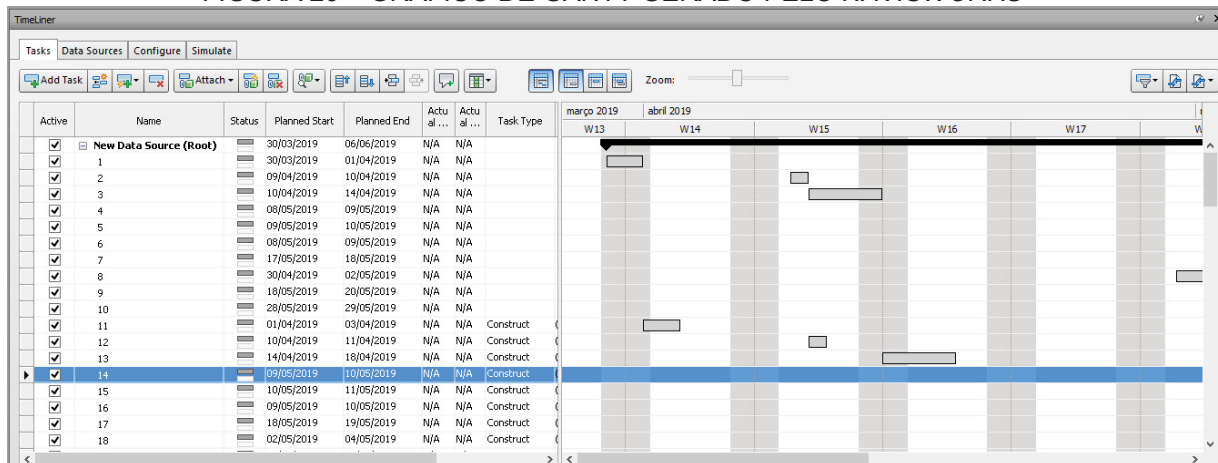 TimeLiner
Tasks Data Sources Configure Simulate
Add Task Attach Zoom:
Active Name Status Planned Start Planned End Actu al ... Actu al ... Task Type
março 2019 abril 2019
W13 W14 W15 W16 W17 W
New Data Source (Root) 30/03/2019 06/06/2019 N/A N/A
1 30/03/2019 01/04/2019 N/A N/A
2 09/04/2019 10/04/2019 N/A N/A
3 10/04/2019 14/04/2019 N/A N/A
4 08/05/2019 09/05/2019 N/A N/A
5 09/05/2019 10/05/2019 N/A N/A
6 08/05/2019 09/05/2019 N/A N/A
7 17/05/2019 18/05/2019 N/A N/A
8 30/04/2019 02/05/2019 N/A N/A
9 18/05/2019 20/05/2019 N/A N/A
10 28/05/2019 29/05/2019 N/A N/A
11 01/04/2019 03/04/2019 N/A N/A Construct
12 10/04/2019 11/04/2019 N/A N/A Construct
13 14/04/2019 18/04/2019 N/A N/A Construct
14 09/05/2019 10/05/2019 N/A N/A Construct
15 10/05/2019 11/05/2019 N/A N/A Construct
16 09/05/2019 10/05/2019 N/A N/A Construct
17 18/05/2019 19/05/2019 N/A N/A Construct
18 02/05/2019 04/05/2019 N/A N/A Construct